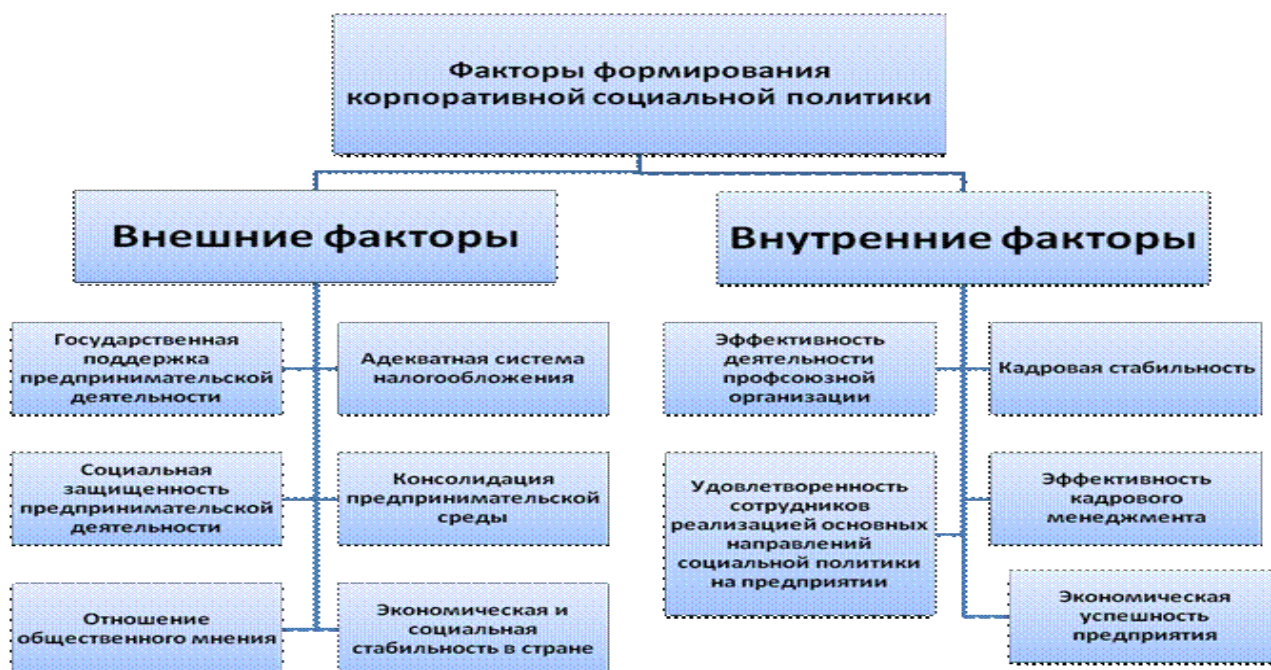 Факторы формирования
корпоративной социальной политики
Внешние факторы
Внутренние факторы
Государственная
поддержка
предпринимательской
деятельности
Адекватная система
налогообложения
Социальная
защищенность
предпринимательской
деятельности
Консолидация
предпринимательской
среды
Отношение
общественного мнения
Экономическая и
социальная
стабильность в стране
Эффективность
деятельности
профсоюзной
организации
Кадровая стабильность
Удовлетворенность
сотрудников
реализацией основных
направлений
социальной политики
на предприятии
Эффективность
кадрового
менеджмента
Экономическая
успешность
предприятия